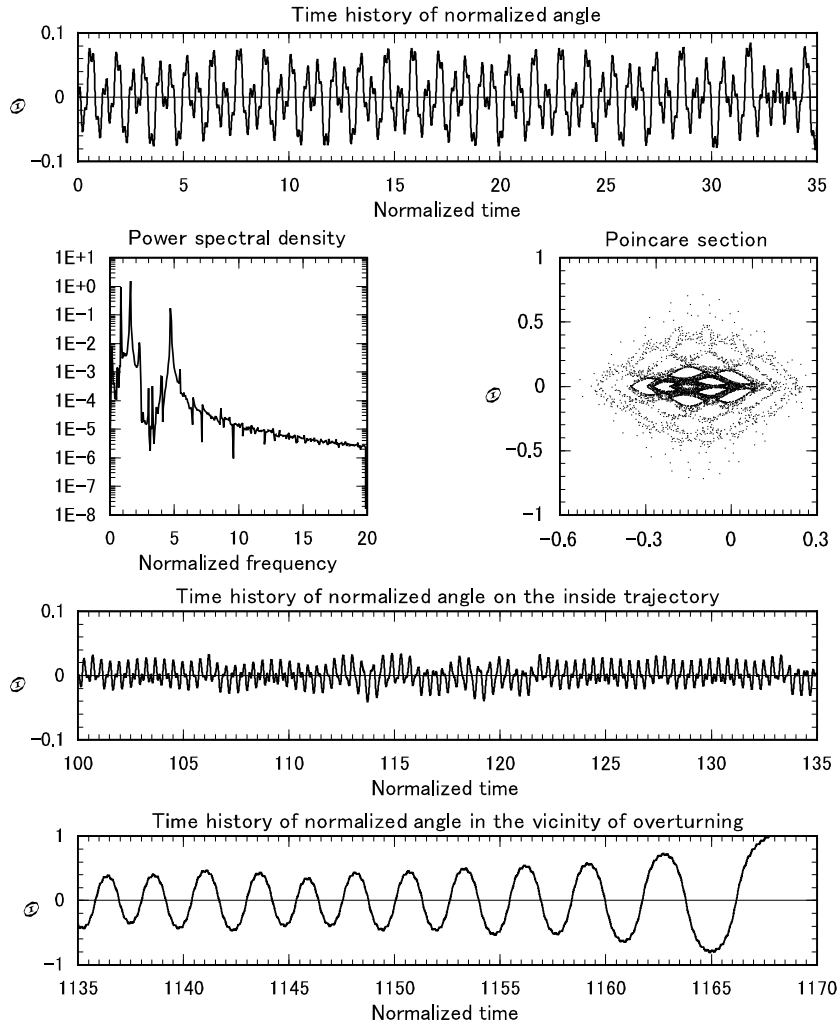 Time history of normalized angle
0.1
0
-0.1
Θ
0 5 10 15 20 25 30 35
Normalized time
Power spectral density
1E+1
1E+0
1E-1
1E-2
1E-3
1E-4
1E-5
1E-6
1E-7
1E-8
0 5 10 15 20
Normalized frequency
Poincare section
1
0.5
0
-0.5
-1
Θ
-0.6 -0.3 0 0.3
Time history of normalized angle on the inside trajectory
0.1
0
-0.1
Θ
100 105 110 115 120 125 130 135
Normalized time
Time history of normalized angle in the vicinity of overturning
1
0
-1
Θ
1135 1140 1145 1150 1155 1160 1165 1170
Normalized time